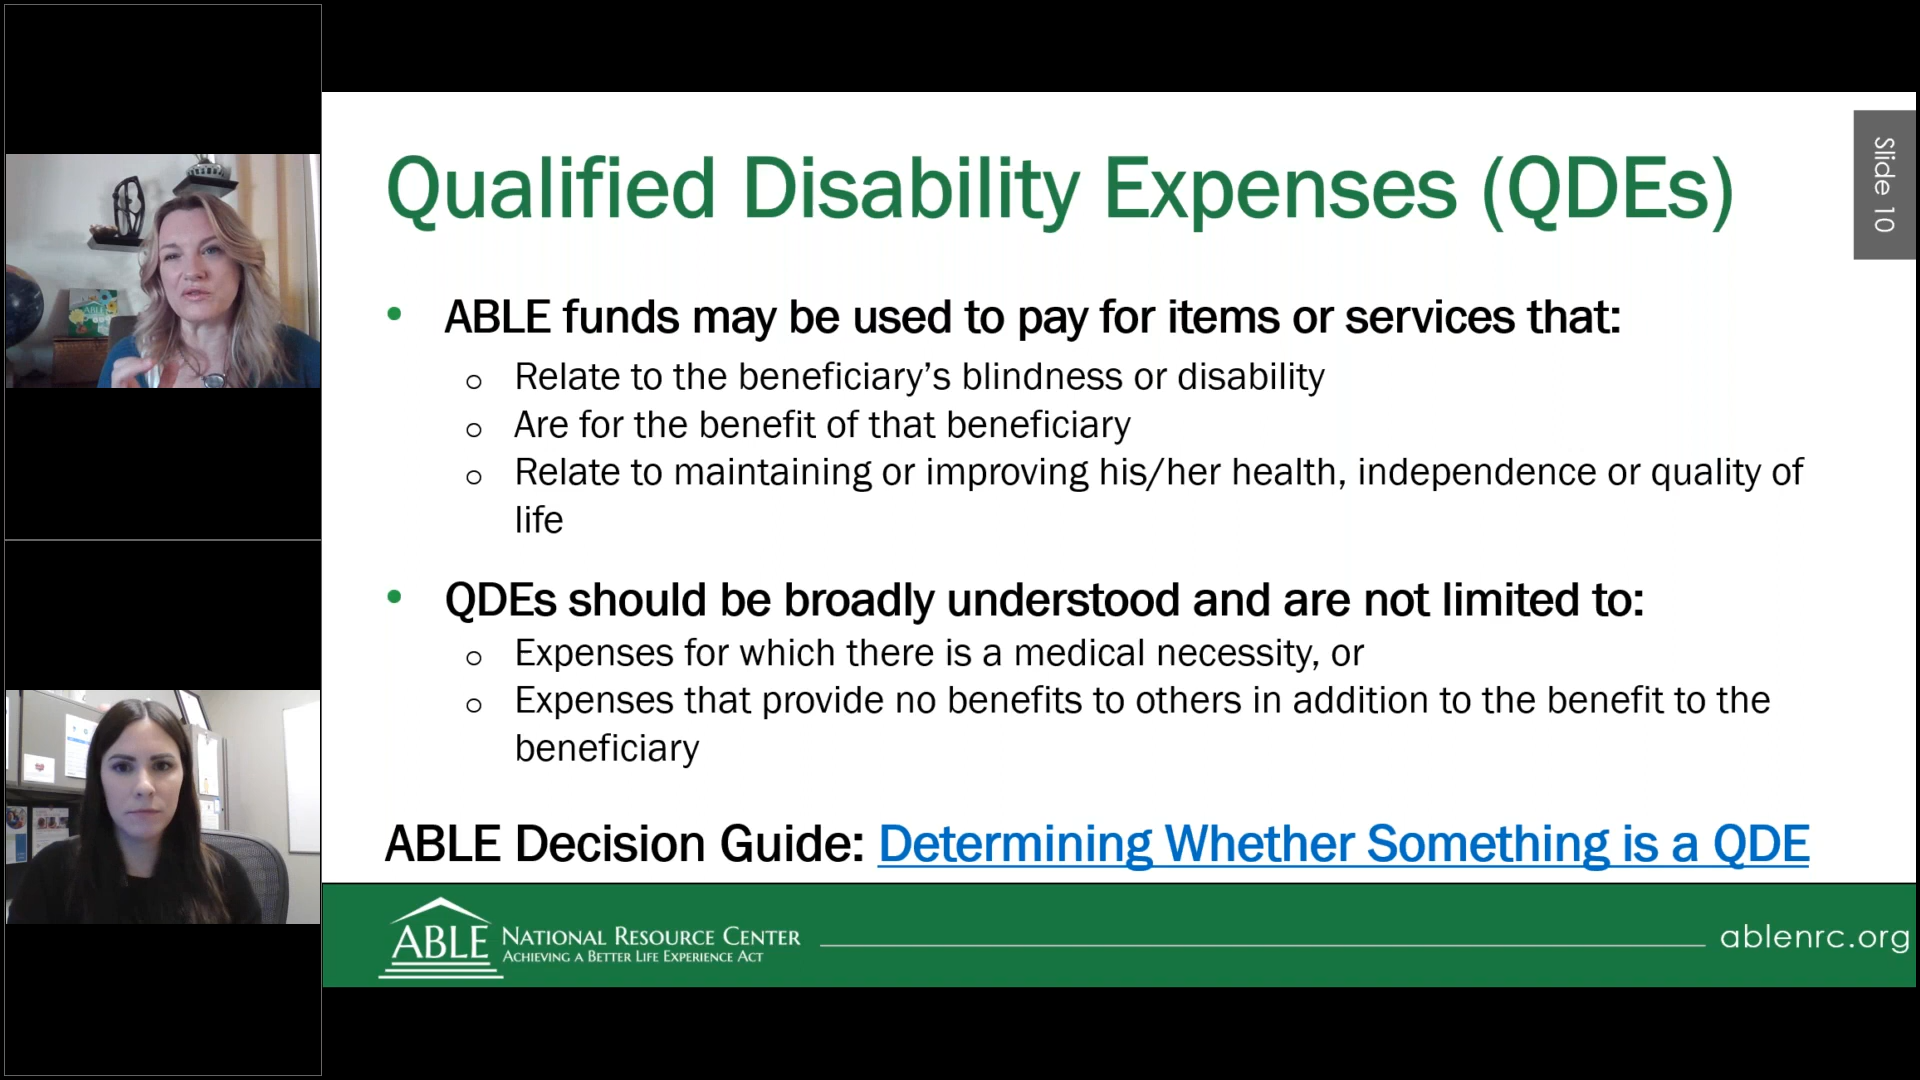 Qualified Disability Expenses (QDEs)
Slide 10
• ABLE funds may be used to pay for items or services that:
o Relate to the beneficiary’s blindness or disability
o Are for the benefit of that beneficiary
o Relate to maintaining or improving his/her health, independence or quality of
life
• QDEs should be broadly understood and are not limited to:
o Expenses for which there is a medical necessity, or
o Expenses that provide no benefits to others in addition to the benefit to the
beneficiary
ABLE Decision Guide: Determining Whether Something is a QDE
ABLE NATIONAL RESOURCE CENTER
ACHIEVING A BETTER LIFE EXPERIENCE ACT
ablenrc.org
ABLE